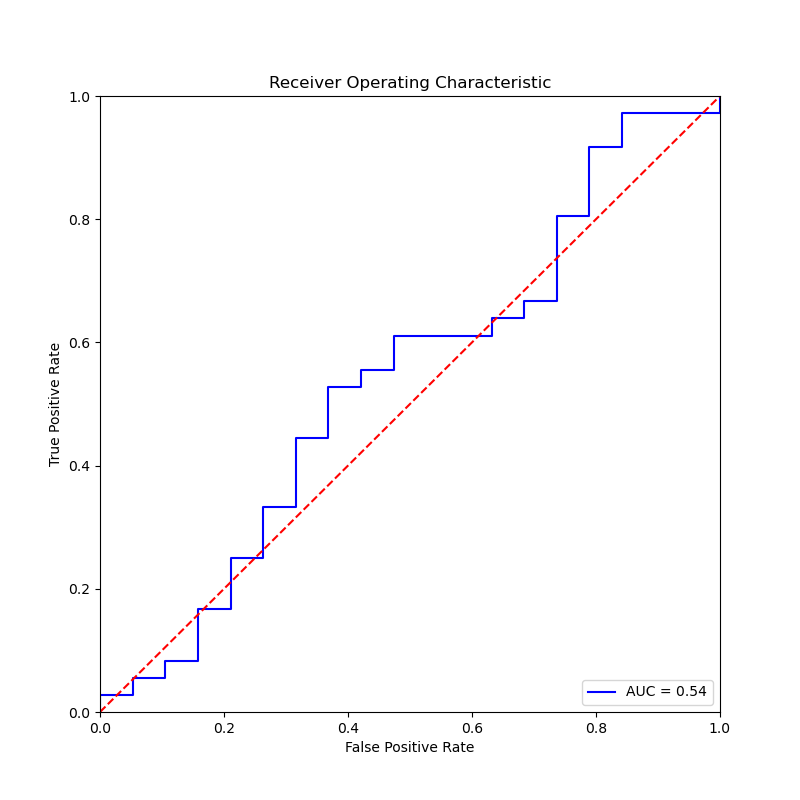 Receiver Operating Characteristic
1.0
0.8
0.6
0.4
0.2
0.0
True Positive Rate
AUC = 0.54
0.0 0.2 0.4 0.6 0.8 1.0
False Positive Rate